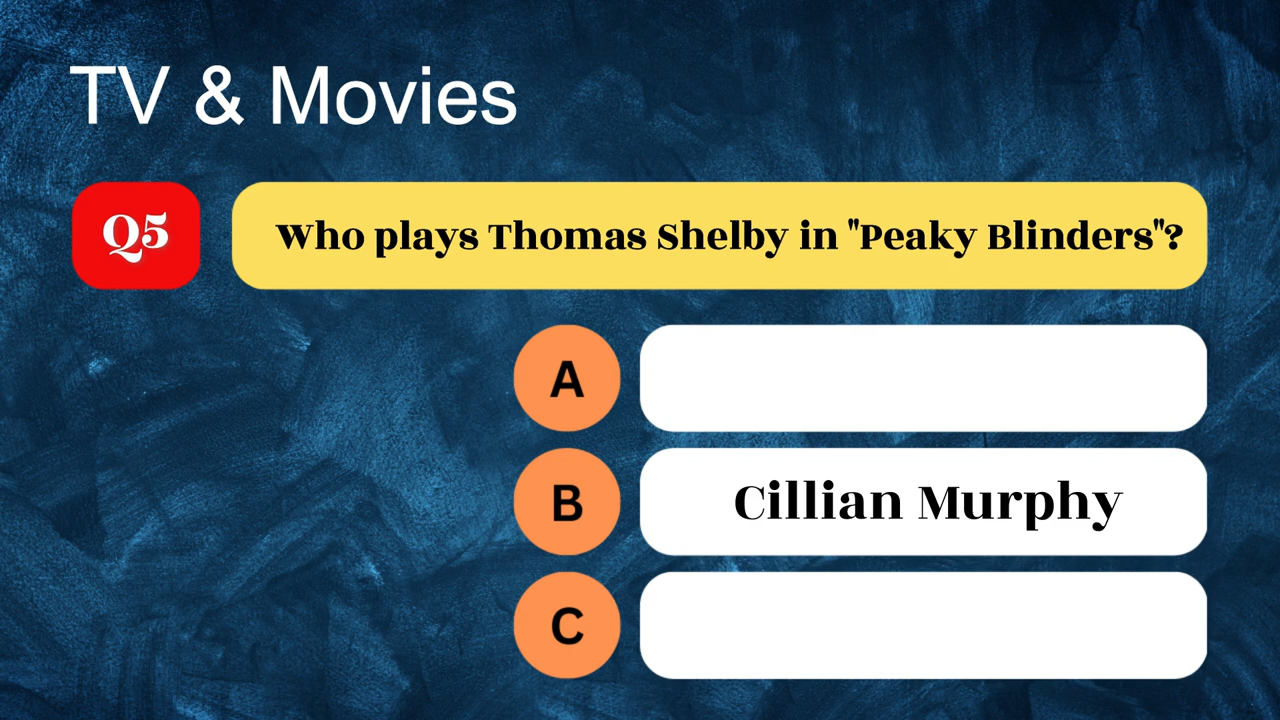 TV & Movies
Q5
Who plays Thomas Shelby in "Peaky Blinders"?
A
B
Cillian Murphy
C